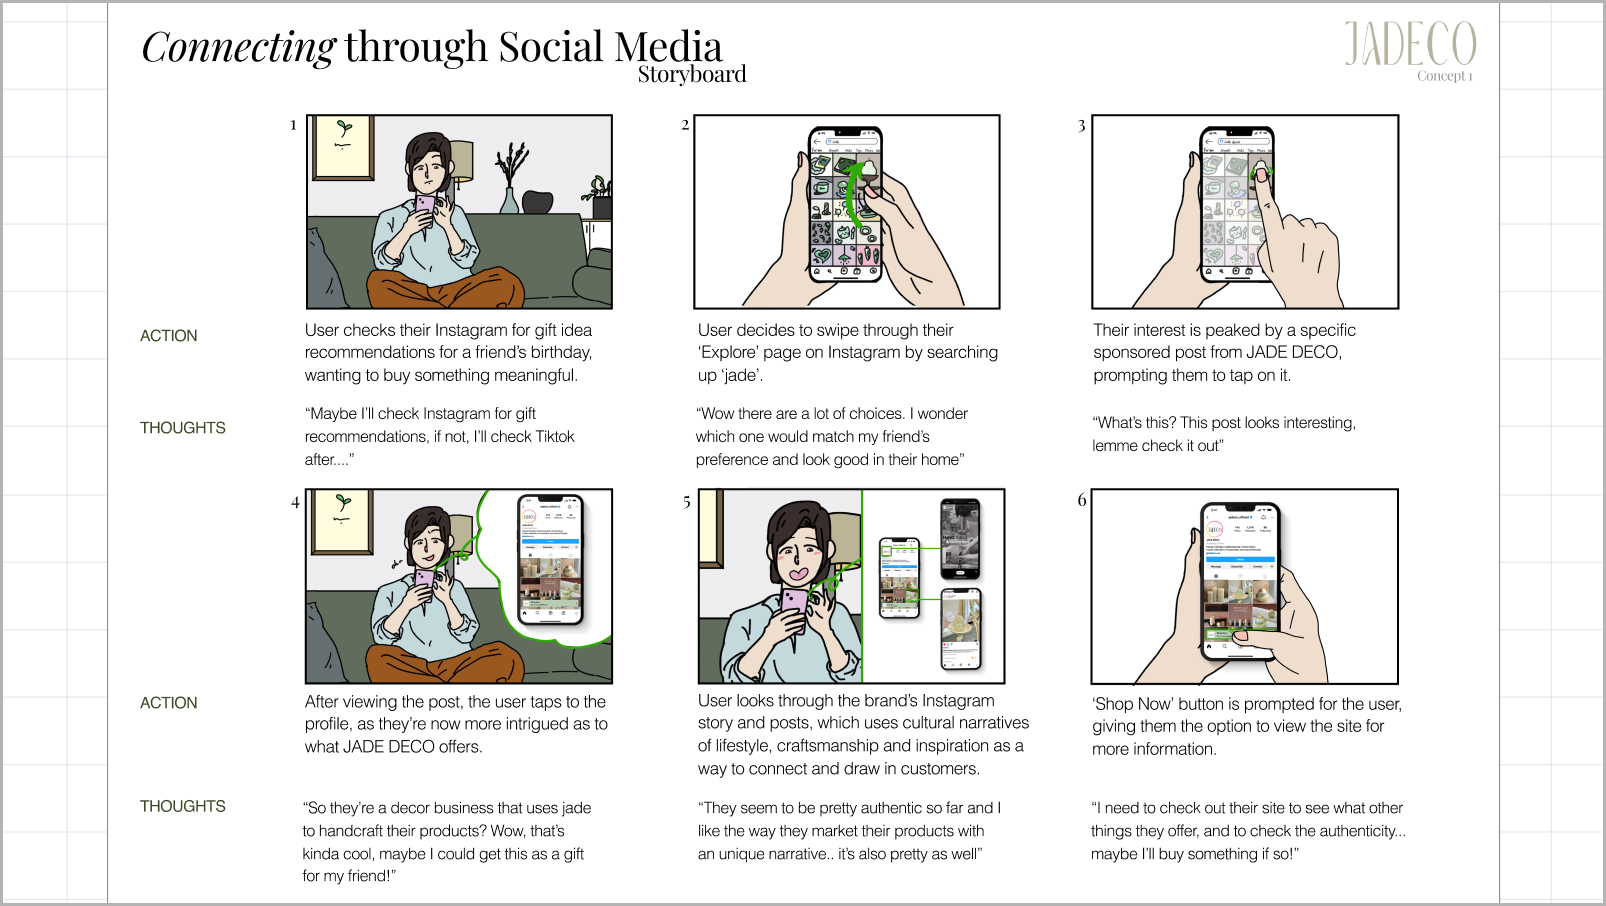 Connecting through Social Media
Storyboard
JADECO
Concept 1
1
2
3
ACTION
User checks their Instagram for gift idea
recommendations for a friend's birthday,
wanting to buy something meaningful.
User decides to swipe through their
'Explore' page on Instagram by searching
up 'jade'.
Their interest is peaked by a specific
sponsored post from JADE DECO,
prompting them to tap on it.
THOUGHTS
“Maybe I'll check Instagram for gift
recommendations, if not, I'll check Tiktok
after....”
“Wow there are a lot of choices. I wonder
which one would match my friend's
preference and look good in their home”
“What's this? This post looks interesting,
lemme check it out”
4
5
6
JADECO
ACTION
After viewing the post, the user taps to the
profile, as they're now more intrigued as to
what JADE DECO offers.
User looks through the brand's Instagram
story and posts, which uses cultural narratives
of lifestyle, craftsmanship and inspiration as a
way to connect and draw in customers.
'Shop Now' button is prompted for the user,
giving them the option to view the site for
more information.
THOUGHTS
“So they're a decor business that uses jade
to handcraft their products? Wow, that's
kinda cool, maybe I could get this as a gift
for my friend!”
“They seem to be pretty authentic so far and I
like the way they market their products with
an unique narrative.. it's also pretty as well”
“I need to check out their site to see what other
things they offer, and to check the authenticity...
maybe I'll buy something if so!”